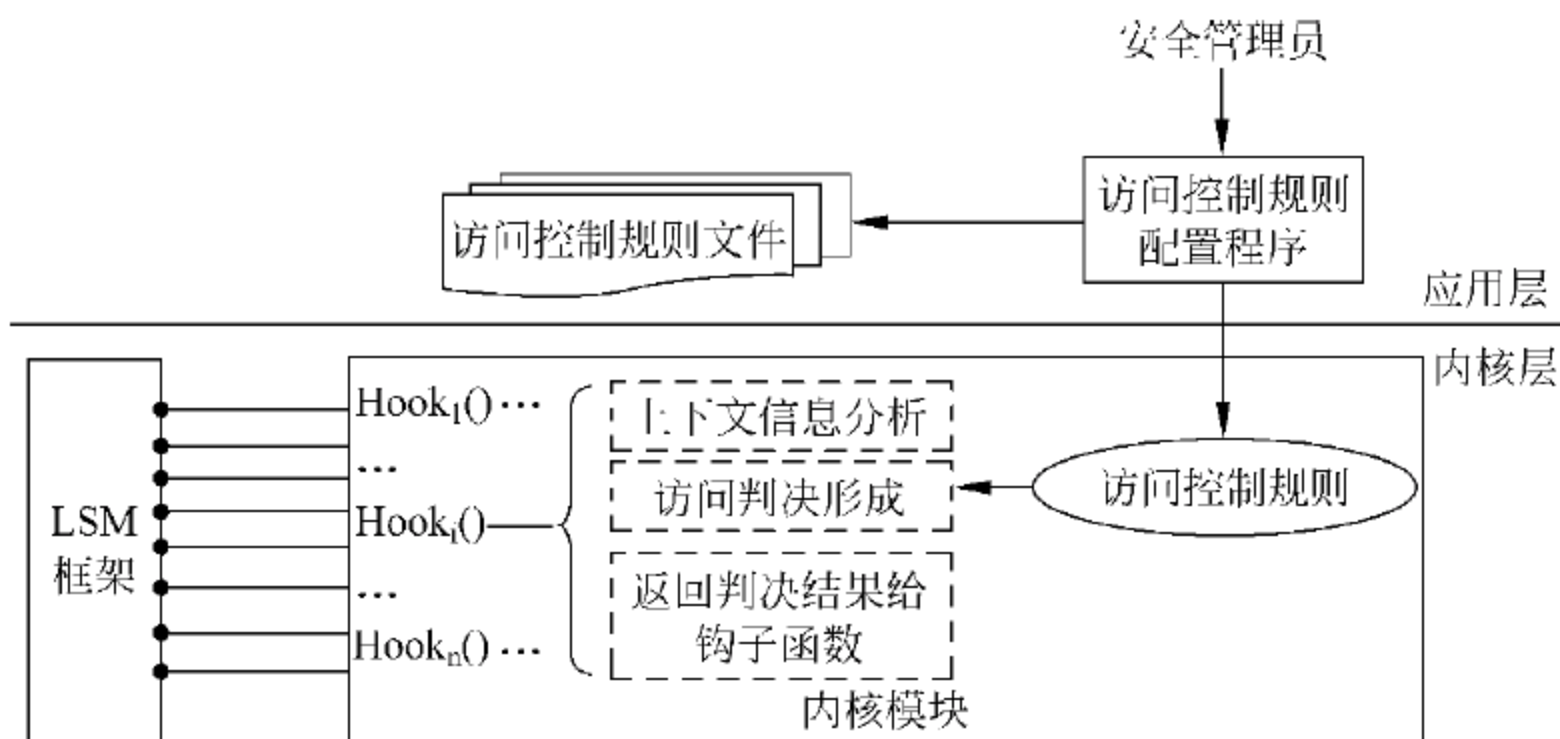 安全管理员
访问控制规则
配置程序
访问控制规则文件
应用层
内核层
LSM
框架
Hook₁()…
…
Hookᵢ()
…
Hookₙ()…
上下文信息分析
访问判决形成
返回判决结果给
钩子函数
访问控制规则
内核模块